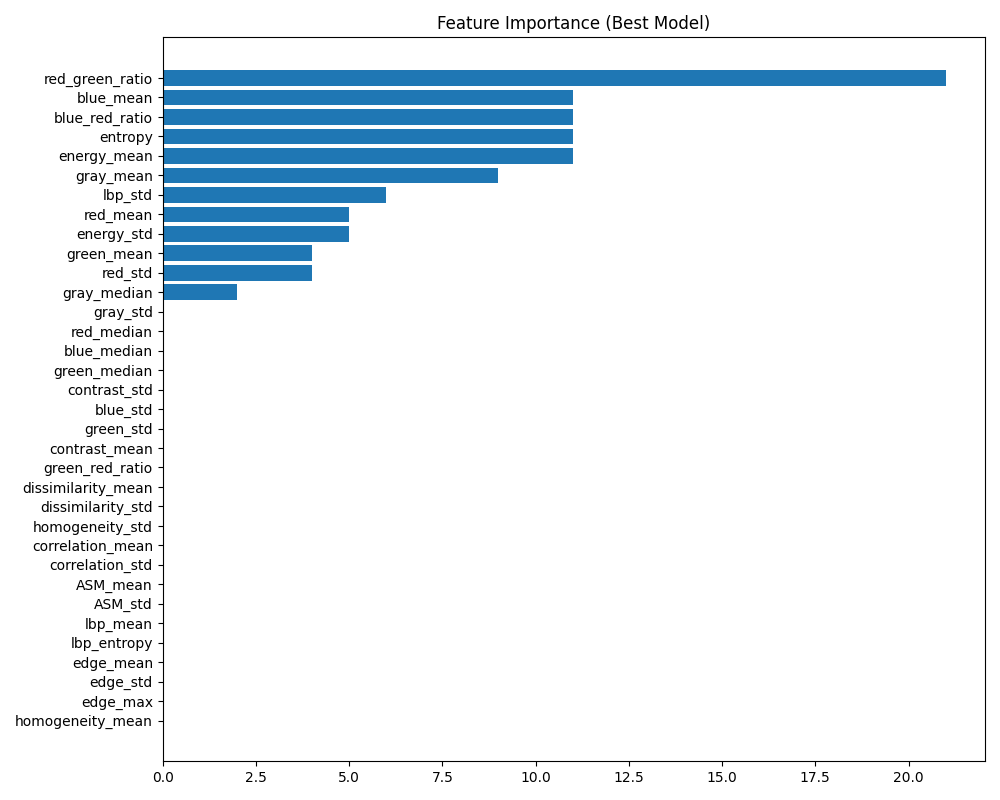 Feature Importance (Best Model)
red_green_ratio
blue_mean
blue_red_ratio
entropy
energy_mean
gray_mean
lbp_std
red_mean
energy_std
green_mean
red_std
gray_median
gray_std
red_median
blue_median
green_median
contrast_std
blue_std
green_std
contrast_mean
green_red_ratio
dissimilarity_mean
dissimilarity_std
homogeneity_std
correlation_mean
correlation_std
ASM_mean
ASM_std
lbp_mean
lbp_entropy
edge_mean
edge_std
edge_max
homogeneity_mean
0.0 2.5 5.0 7.5 10.0 12.5 15.0 17.5 20.0